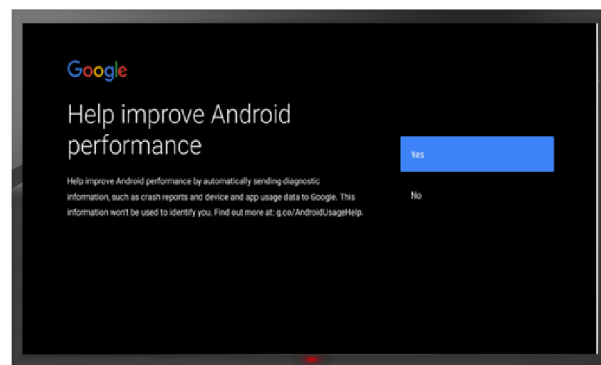 Google
Help improve Android
performance
Help improve Android performance by automatically sending diagnostic
information, such as crash reports and device and app usage data to Google. This
information won't be used to identify you. Find out more at: g.co/AndroidUsageHelp.
Yes
No